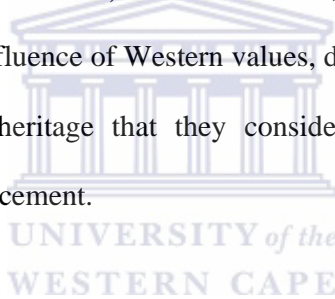 fluence of Western values, d
heritage that they conside
cement.
UNIVERSITY of the
WESTERN CAPE